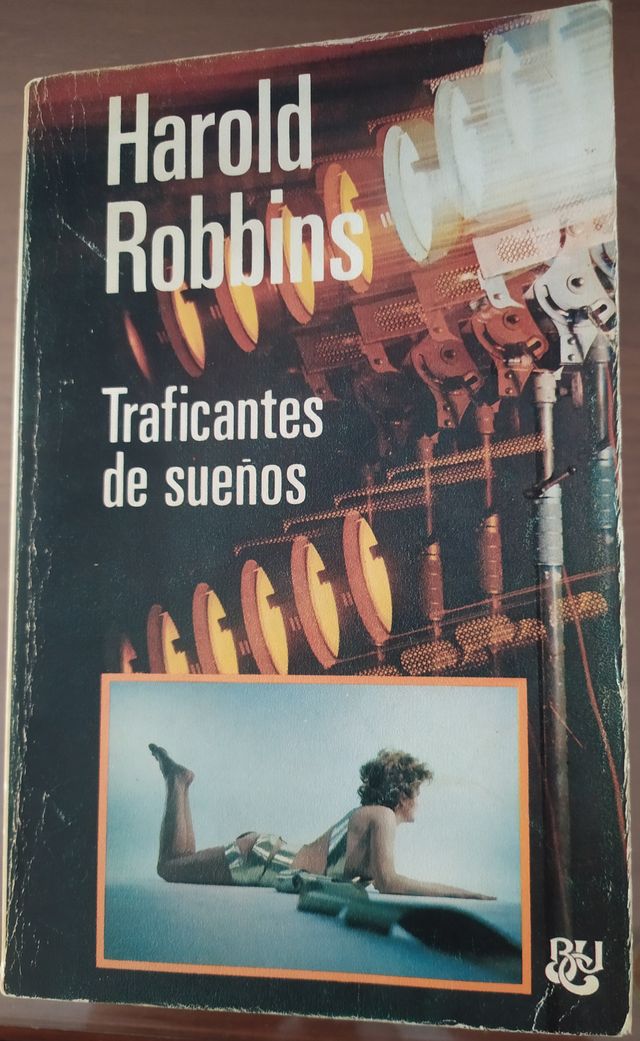 Harold
Robbins
Traficantes
de sueños